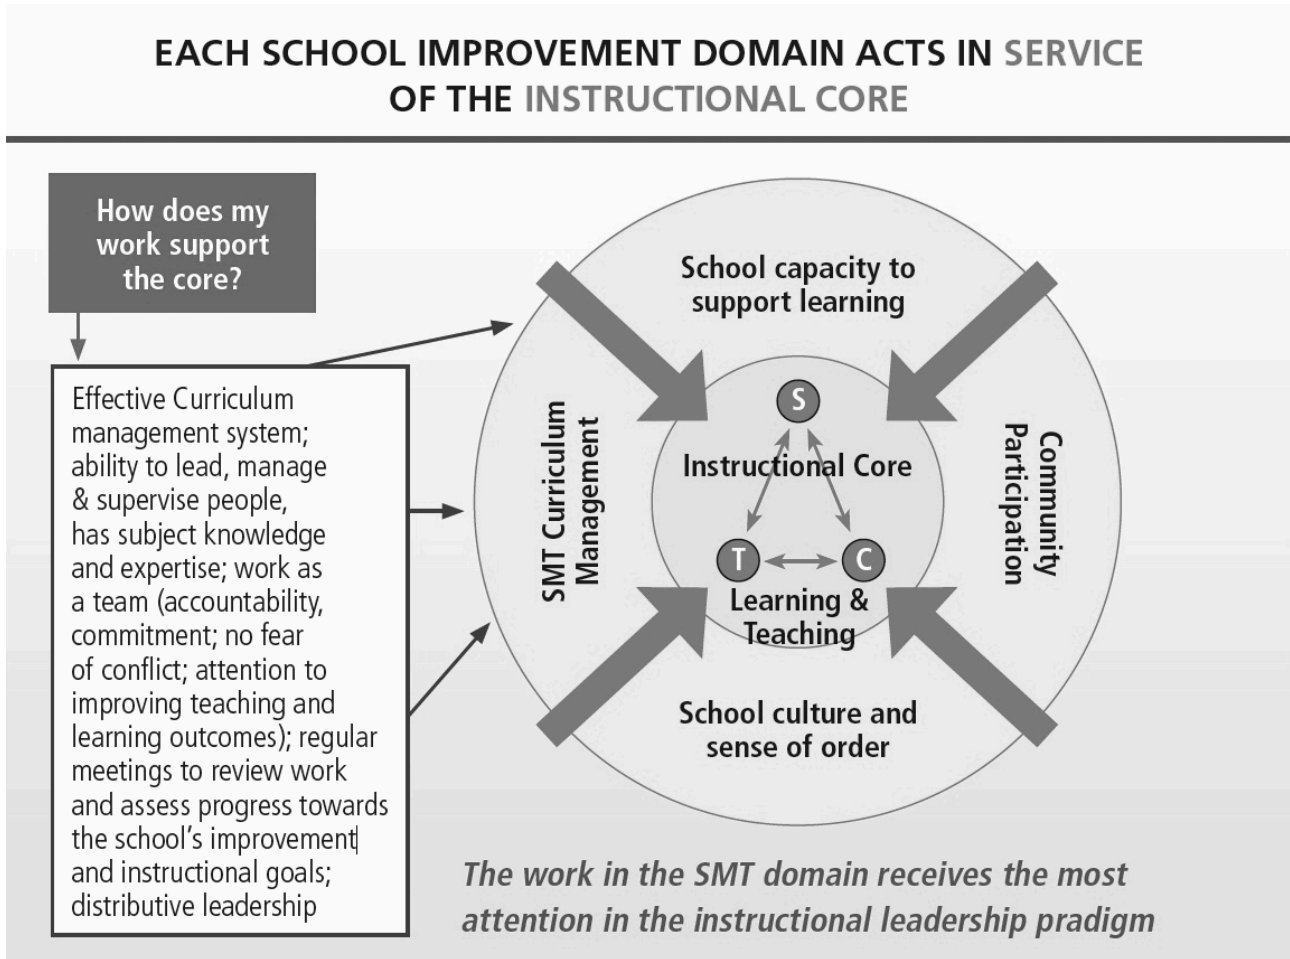 EACH SCHOOL IMPROVEMENT DOMAIN ACTS IN SERVICE
OF THE INSTRUCTIONAL CORE
How does my
work support
the core?
Effective Curriculum
management system;
ability to lead, manage
& supervise people,
has subject knowledge
and expertise; work as
a team (accountability,
commitment; no fear
of conflict; attention to
improving teaching and
learning outcomes); regular
meetings to review work
and assess progress towards
the school's improvement
and instructional goals;
distributive leadership
School capacity to
support learning
SMT Curriculum
Management
S
Instructional Core
T
C
Learning &
Teaching
Community
Participation
School culture and
sense of order
The work in the SMT domain receives the most
attention in the instructional leadership pradigm